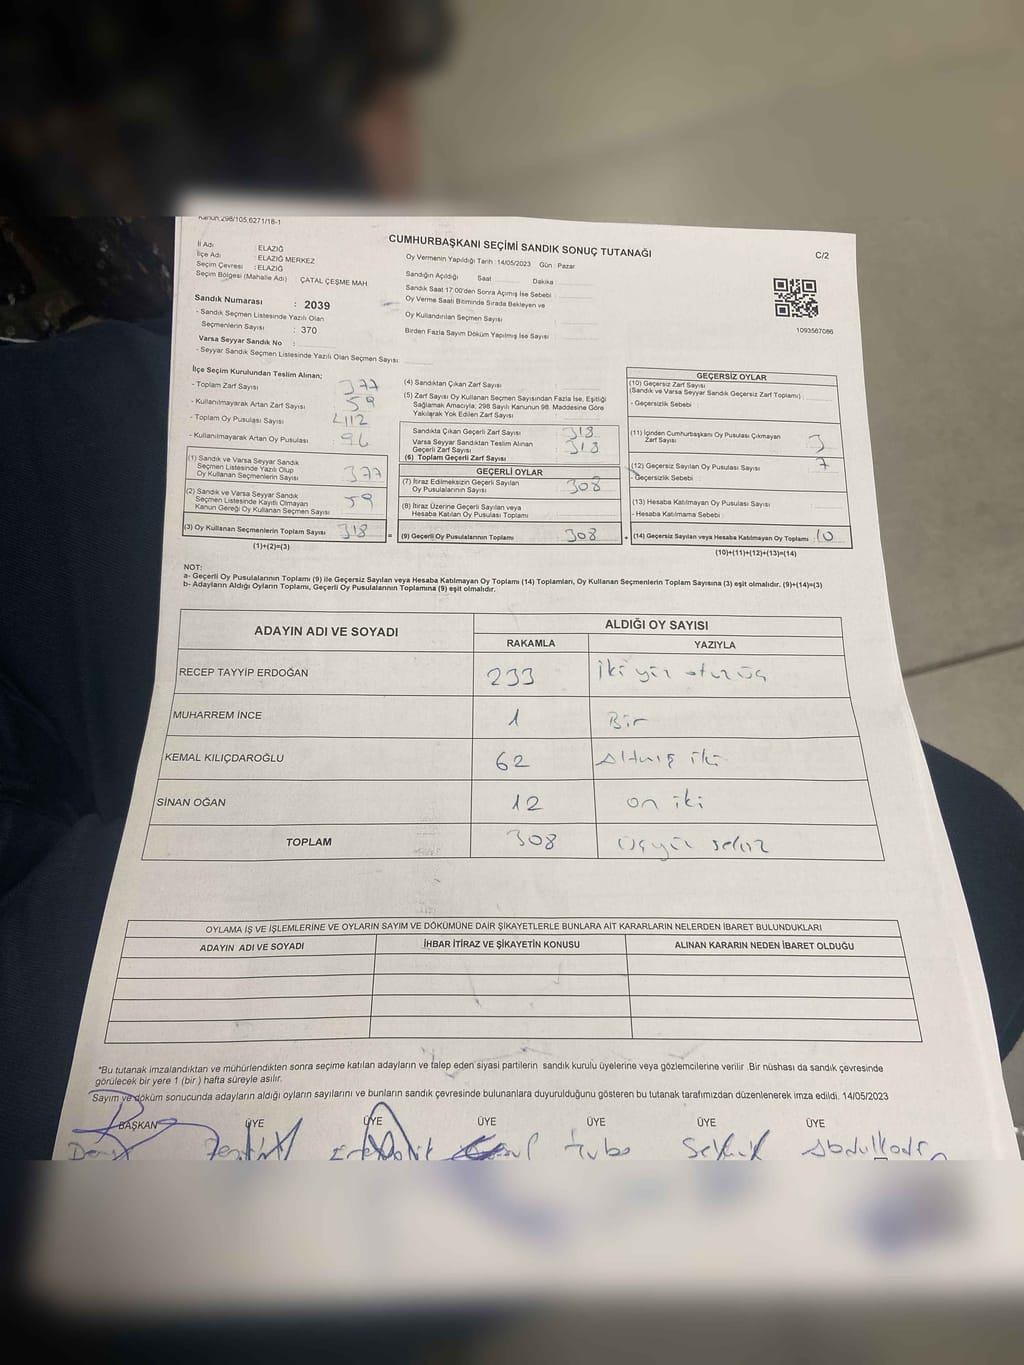 Kanun:298/105,6271/18-1
CUMHURBAŞKANI SEÇİMİ SANDIK SONUÇ TUTANAĞI
C/2
İl Adı : ELAZIĞ
İlçe Adı : ELAZIĞ MERKEZ
Seçim Çevresi : ELAZIĞ
Seçim Bölgesi (Mahalle Adı) ÇATAL ÇEŞME MAH
Sandık Numarası : 2039
- Sandık Seçmen Listesinde Yazılı Olan
Seçmenlerin Sayısı : 370
Varsa Seyyar Sandık No :
- Seyyar Sandık Seçmen Listesinde Yazılı Olan Seçmen Sayısı:
Oy Vermenin Yapıldığı Tarih :14/05/2023 Gün : Pazar
Sandığın Açıldığı Saat Dakika
Sandık Saat 17:00'den Sonra Açımış İse Sebebi
Oy Verme Saati Bitiminde Sırada Bekleyen ve
Oy Kullandırılan Seçmen Sayısı
Birden Fazla Sayım Döküm Yapılmış İse Sayısı
1093567086
İlçe Seçim Kurulundan Teslim Alınan;
- Toplam Zarf Sayısı 377
- Kullanılmayarak Artan Zarf Sayısı 59
- Toplam Oy Pusulası Sayısı 412
- Kullanılmayarak Artan Oy Pusulası 96
(1) Sandık ve Varsa Seyyar Sandık
Seçmen Listesinde Yazılı Olup
Oy Kullanan Seçmenlerin Sayısı 377
(2) Sandık ve Varsa Seyyar Sandık
Seçmen Listesinde Kayıtlı Olmayan
Kanun Gereği Oy Kullanan Seçmen Sayısı 59
(3) Oy Kullanan Seçmenlerin Toplam Sayısı 318 =
(1)+(2)=(3)
(4) Sandıktan Çıkan Zarf Sayısı
(5) Zarf Sayısı Oy Kullanan Seçmen Sayısından Fazla İse, Eşitliği
Sağlamak Amacıyla; 298 Sayılı Kanunun 98. Maddesine Göre
Yakılarak Yok Edilen Zarf Sayısı
Sandıkta Çıkan Geçerli Zarf Sayısı 318
Varsa Seyyar Sandıktan Teslim Alınan
Geçerli Zarf Sayısı 318
(6) Toplam Geçerli Zarf Sayısı
GEÇERLİ OYLAR
(7) İtiraz Edilmeksizin Geçerli Sayılan
Oy Pusulalarının Sayısı 308
(8) İtiraz Üzerine Geçerli Sayılan veya
Hesaba Katılan Oy Pusulası Toplamı
(9) Geçerli Oy Pusulalarının Toplamı 308 +
GEÇERSİZ OYLAR
(10) Geçersiz Zarf Sayısı
(Sandık ve Varsa Seyyar Sandık Geçersiz Zarf Toplamı)
- Geçersizlik Sebebi :
(11) İçinden Cumhurbaşkanı Oy Pusulası Çıkmayan
Zarf Sayısı 3
(12) Geçersiz Sayılan Oy Pusulası Sayısı 7
- Geçersizlik Sebebi :
(13) Hesaba Katılmayan Oy Pusulası Sayısı
- Hesaba Katılmama Sebebi :
(14) Geçersiz Sayılan veya Hesaba Katılmayan Oy Toplamı : 10
(10)+(11)+(12)+(13)=(14)
NOT:
a- Geçerli Oy Pusulalarının Toplamı (9) ile Geçersiz Sayılan veya Hesaba Katılmayan Oy Toplamı (14) Toplamları, Oy Kullanan Seçmenlerin Toplam Sayısına (3) eşit olmalıdır. (9)+(14)=(3)
b- Adayların Aldığı Oyların Toplamı, Geçerli Oy Pusulalarının Toplamına (9) eşit olmalıdır.
ADAYIN ADI VE SOYADI
ALDIĞI OY SAYISI
RAKAMLA YAZIYLA
RECEP TAYYIP ERDOĞAN 233 iki yüz otuz üç
MUHARREM İNCE 1 Bir
KEMAL KILIÇDAROĞLU 62 Altmış iki
SİNAN OĞAN 12 on iki
TOPLAM 308 üçyüz sekiz
OYLAMA İŞ VE İŞLEMLERİNE VE OYLARIN SAYIM VE DÖKÜMÜNE DAİR ŞİKAYETLERLE BUNLARA AİT KARARLARIN NELERDEN İBARET BULUNDUKLARI
ADAYIN ADI VE SOYADI İHBAR İTİRAZ VE ŞİKAYETİN KONUSU ALINAN KARARIN NEDEN İBARET OLDUĞU
*Bu tutanak imzalandıktan ve mühürlendikten sonra seçime katılan adayların ve talep eden siyasi partilerin sandık kurulu üyelerine veya gözlemcilerine verilir .Bir nüshası da sandık çevresinde
görülecek bir yere 1 (bir ) hafta süreyle asılır.
Sayım ve döküm sonucunda adayların aldığı oyların sayılarını ve bunların sandık çevresinde bulunanlara duyurulduğunu gösteren bu tutanak tarafımızdan düzenlenerek imza edildi. 14/05/2023
BAŞKAN ÜYE ÜYE ÜYE ÜYE ÜYE ÜYE
Deniz Tuba Selçuk Abdulkadir